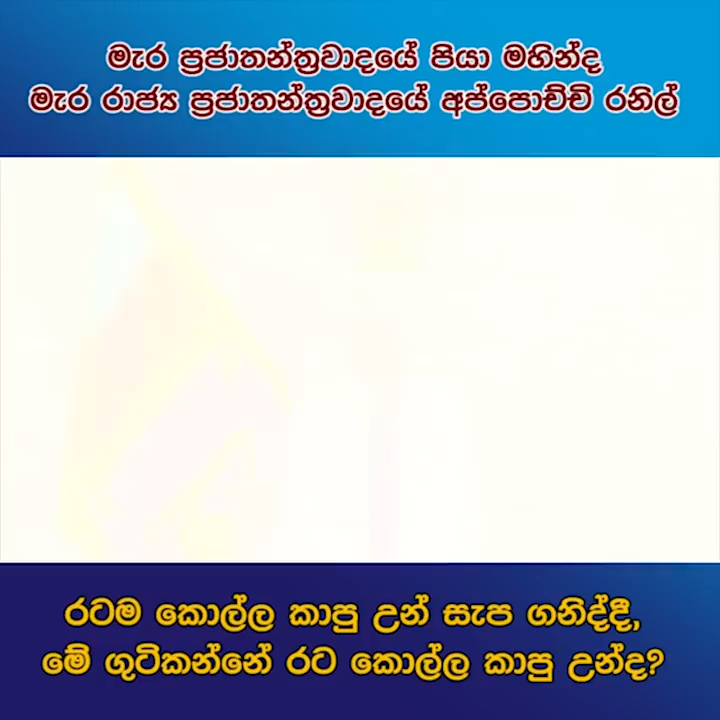 මැර ප්‍රජාතන්ත්‍රවාදයේ පියා මහින්ද
මැර රාජ්‍ය ප්‍රජාතන්ත්‍රවාදයේ අප්පොච්චි රනිල්
රටම කොල්ල කාපු උන් සැප ගනිද්දී,
මේ ගුටිකන්නේ රට කොල්ල කාපු උන්ද?